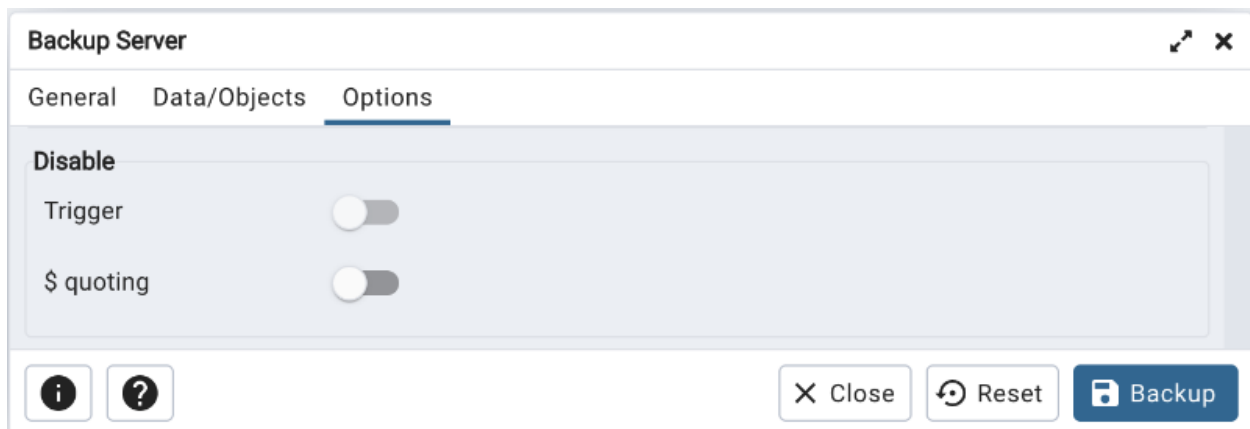 Backup Server
General Data/Objects Options
Disable
Trigger
$ quoting
Close Reset Backup